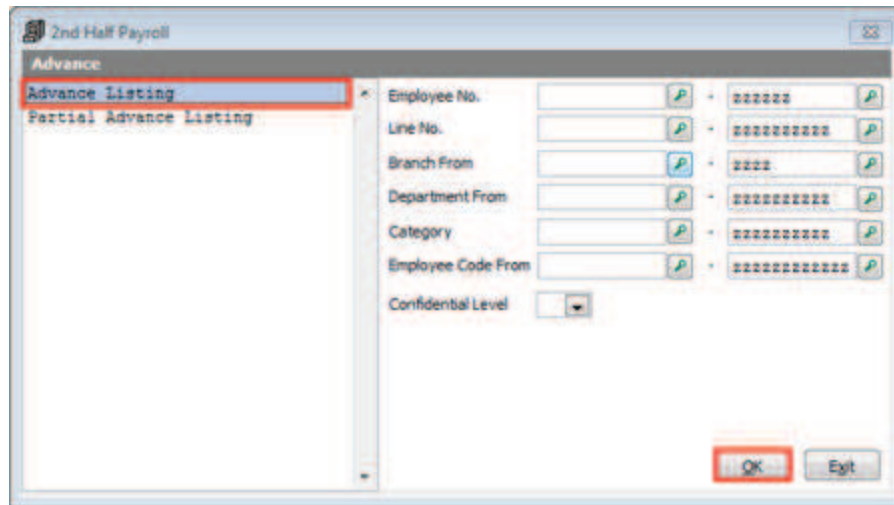 2nd Half Payroll
Advance
Advance Listing
Partial Advance Listing
Employee No. - zzzzzz
Line No. - zzzzzzzzzz
Branch From - zzzz
Department From - zzzzzzzzzz
Category - zzzzzzzzzz
Employee Code From - zzzzzzzzzzzz
Confidential Level
OK Exit